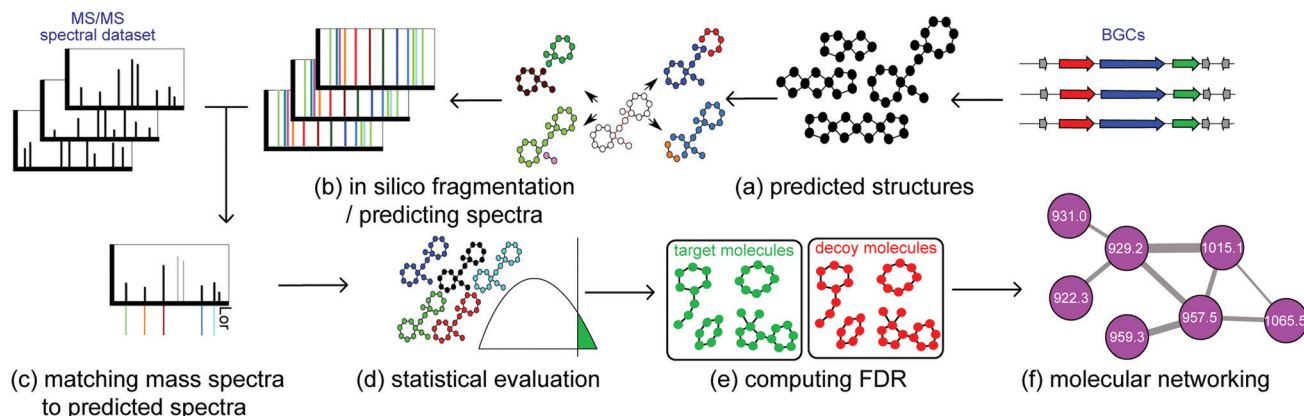 MS/MS
spectral dataset
BGCs
(b) in silico fragmentation
/ predicting spectra
(a) predicted structures
Lor
target molecules
decoy molecules
931.0
929.2
1015.1
922.3
959.3
957.5
1065.5
(c) matching mass spectra
to predicted spectra
(d) statistical evaluation
(e) computing FDR
(f) molecular networking